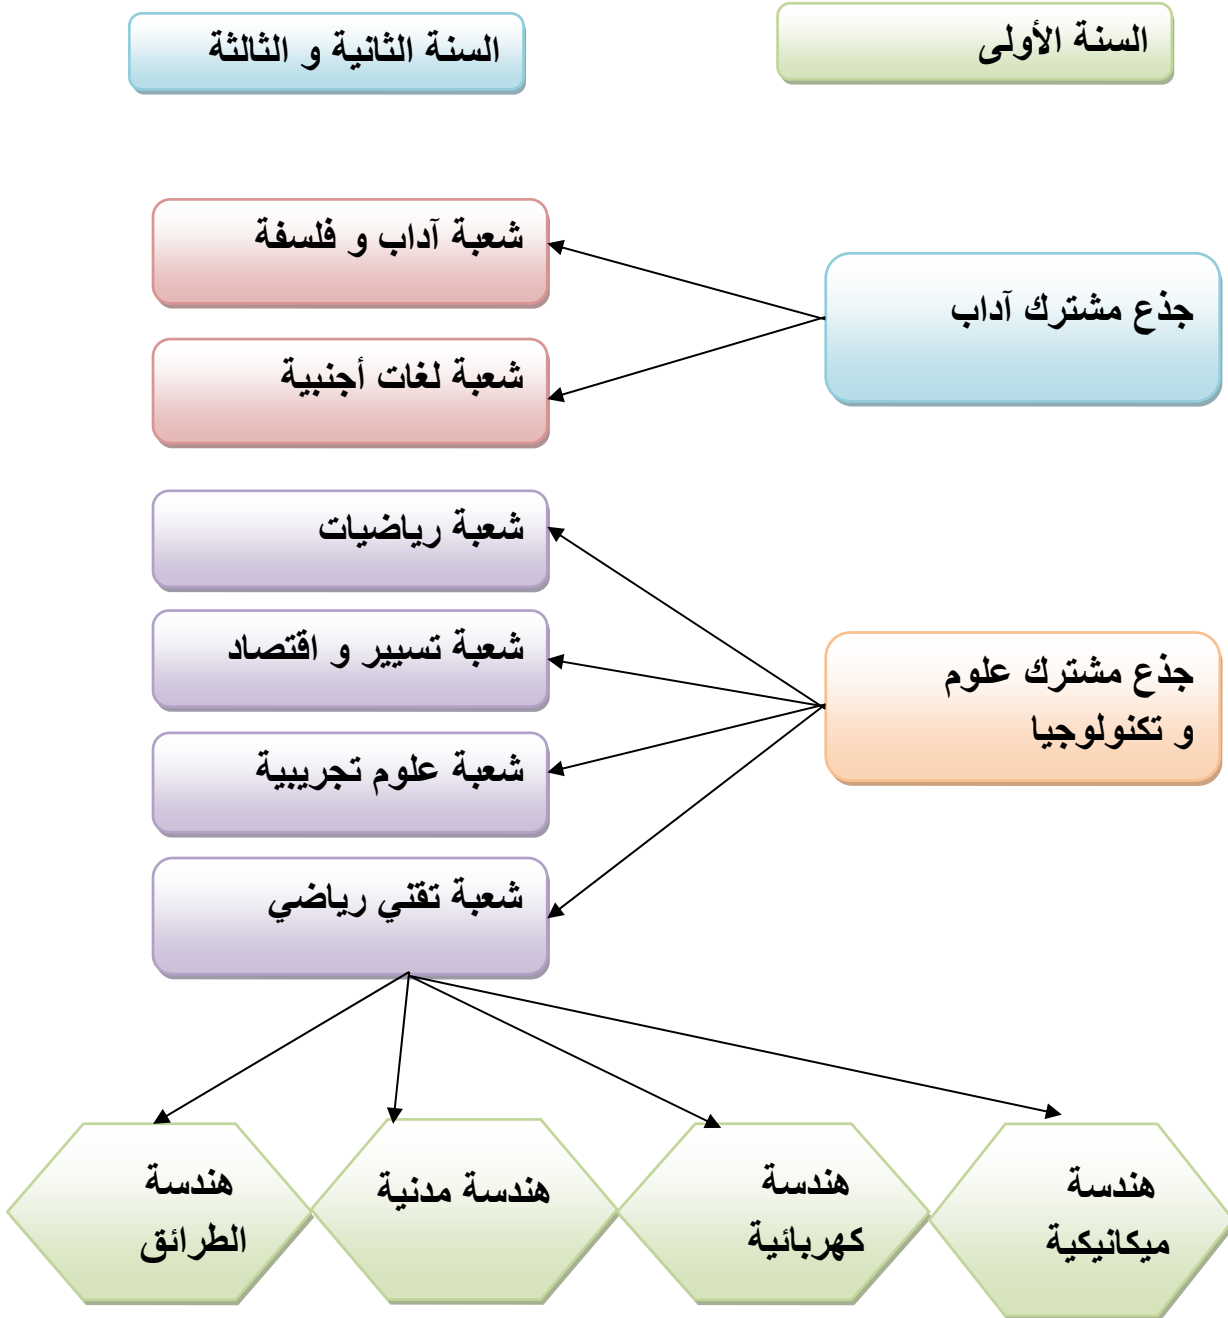 السنة الأولى
السنة الثانية و الثالثة
جذع مشترك آداب
شعبة آداب و فلسفة
شعبة لغات أجنبية
جذع مشترك علوم
و تكنولوجيا
شعبة رياضيات
شعبة تسيير و اقتصاد
شعبة علوم تجريبية
شعبة تقني رياضي
هندسة
ميكانيكية
هندسة
كهربائية
هندسة مدنية
هندسة
الطرائق